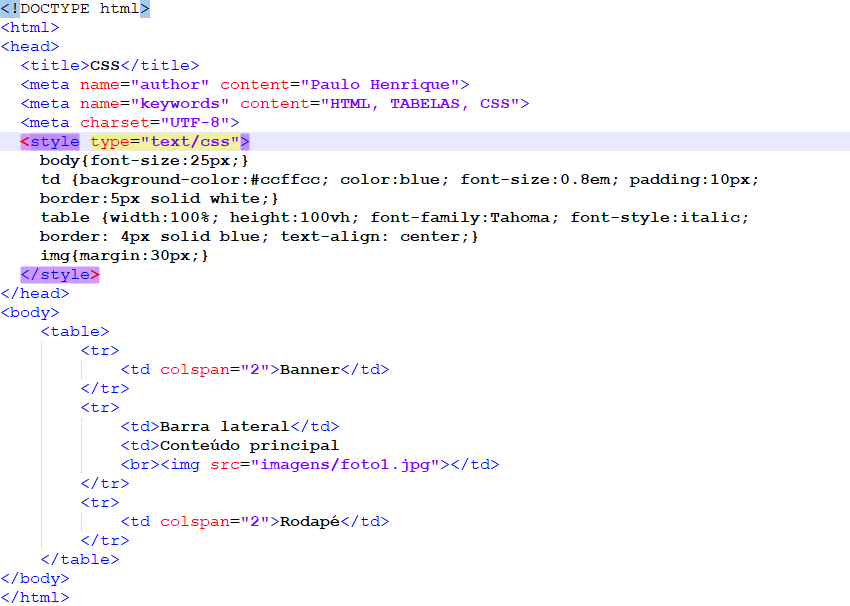 <!DOCTYPE html>
<html>
<head>
  <title>CSS</title>
  <meta name="author" content="Paulo Henrique">
  <meta name="keywords" content="HTML, TABELAS, CSS">
  <meta charset="UTF-8">
  <style type="text/css">
    body{font-size:25px;}
    td {background-color:#ccffcc; color:blue; font-size:0.8em; padding:10px;
    border:5px solid white;}
    table {width:100%; height:100vh; font-family:Tahoma; font-style:italic;
    border: 4px solid blue; text-align: center;}
    img{margin:30px;}
  </style>
</head>
<body>
    <table>
        <tr>
            <td colspan="2">Banner</td>
        </tr>
        <tr>
            <td>Barra lateral</td>
            <td>Conteúdo principal
            <br><img src="imagens/foto1.jpg"></td>
        </tr>
        <tr>
            <td colspan="2">Rodapé</td>
        </tr>
    </table>
</body>
</html>